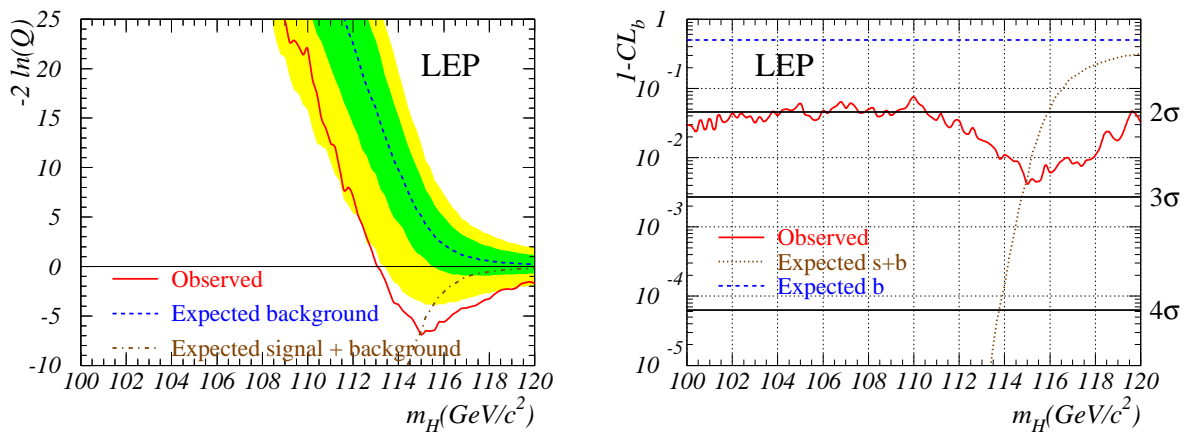 -2 ln(Q)
25
20
15
10
5
0
-5
-10
LEP
Observed
Expected background
Expected signal + background
100 102 104 106 108 110 112 114 116 118 120
m_H(GeV/c^2)
1-CL_b
1
10^-1
10^-2
10^-3
10^-4
10^-5
LEP
2σ
3σ
4σ
Observed
Expected s+b
Expected b
100 102 104 106 108 110 112 114 116 118 120
m_H(GeV/c^2)